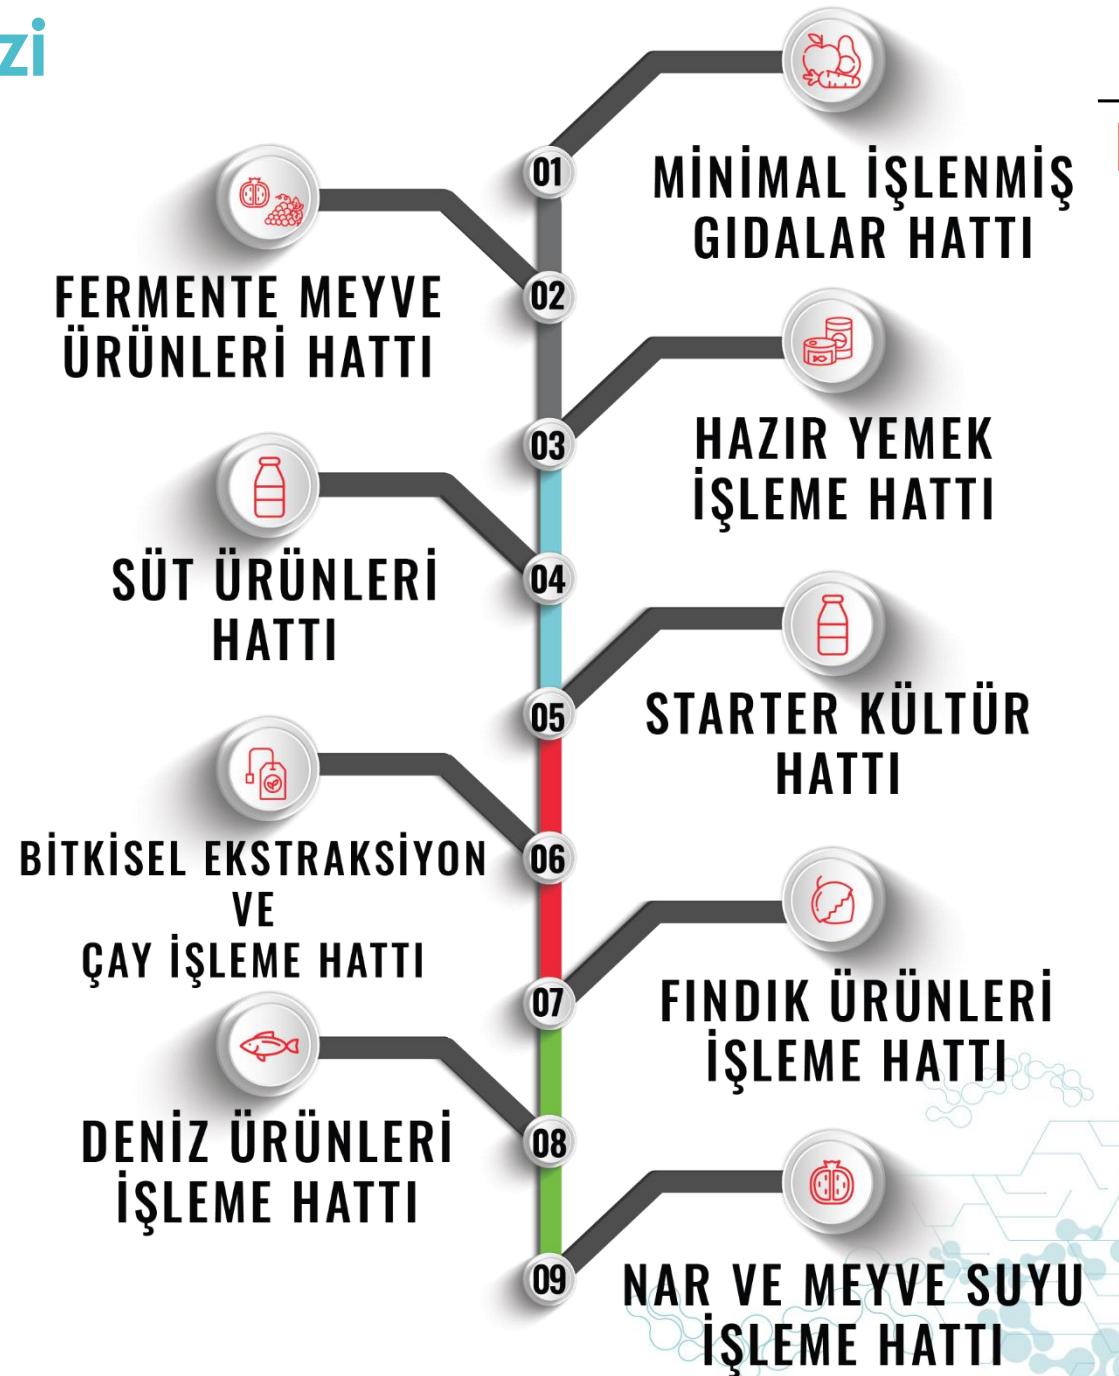 zi
01
MİNİMAL İŞLENMİŞ
GIDALAR HATTI
02
FERMENTE MEYVE
ÜRÜNLERİ HATTI
03
HAZIR YEMEK
İŞLEME HATTI
04
SÜT ÜRÜNLERİ
HATTI
05
STARTER KÜLTÜR
HATTI
06
BİTKİSEL EKSTRAKSİYON
VE
ÇAY İŞLEME HATTI
07
FINDIK ÜRÜNLERİ
İŞLEME HATTI
08
DENİZ ÜRÜNLERİ
İŞLEME HATTI
09
NAR VE MEYVE SUYU
İŞLEME HATTI